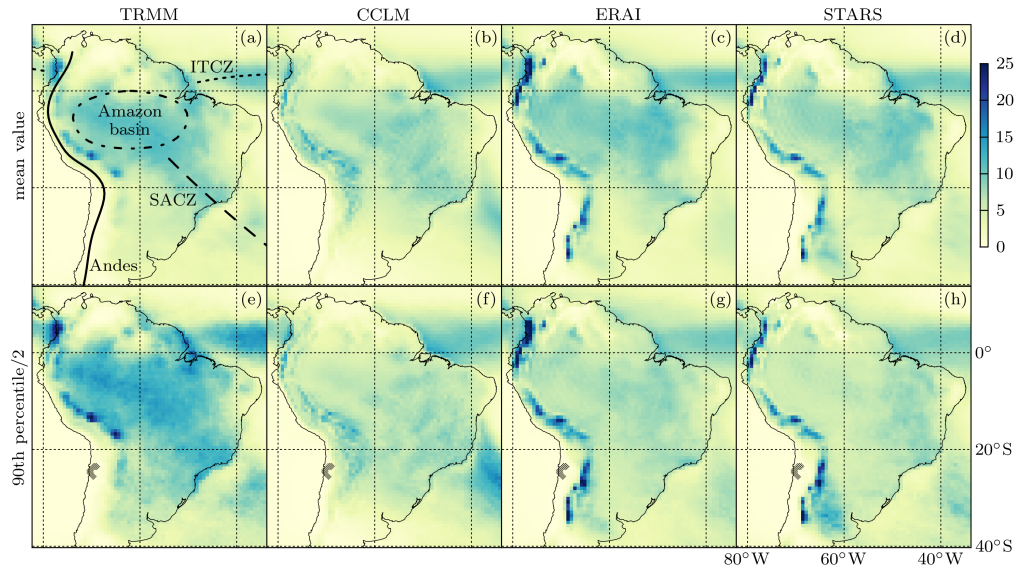 TRMM CCLM ERAI STARS
(a) (b) (c) (d)
ITCZ
Amazon
basin
SACZ
Andes
mean value
25
20
15
10
5
0
(e) (f) (g) (h)
90th percentile/2
0°
20°S
40°S
80°W 60°W 40°W